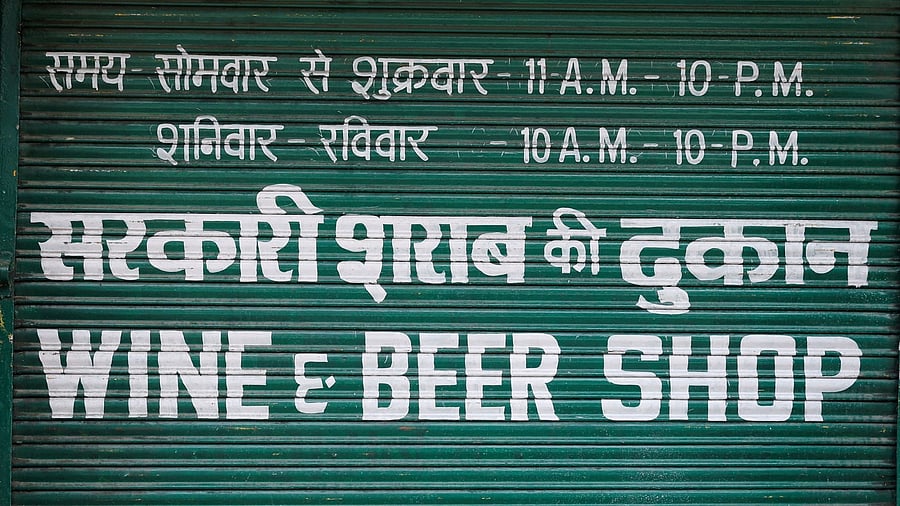 समय - सोमवार से शुक्रवार - 11 A.M. - 10 - P.M.
शनिवार - रविवार - 10 A.M. - 10 - P.M.
सरकारी शराब की दुकान
WINE & BEER SHOP